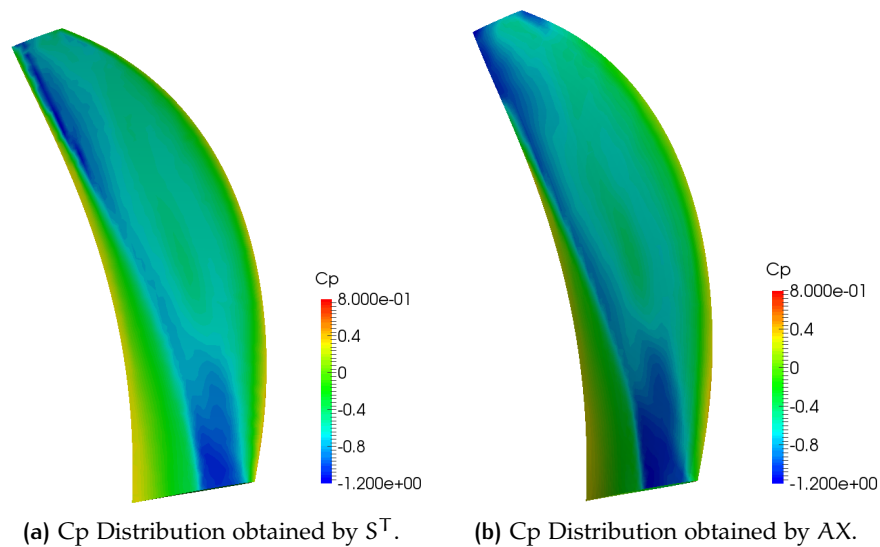 Cp
8.000e-01
0.4
0
-0.4
-0.8
-1.200e+00
Cp
8.000e-01
0.4
0
-0.4
-0.8
-1.200e+00
(a) Cp Distribution obtained by Sᵀ.
(b) Cp Distribution obtained by AX.